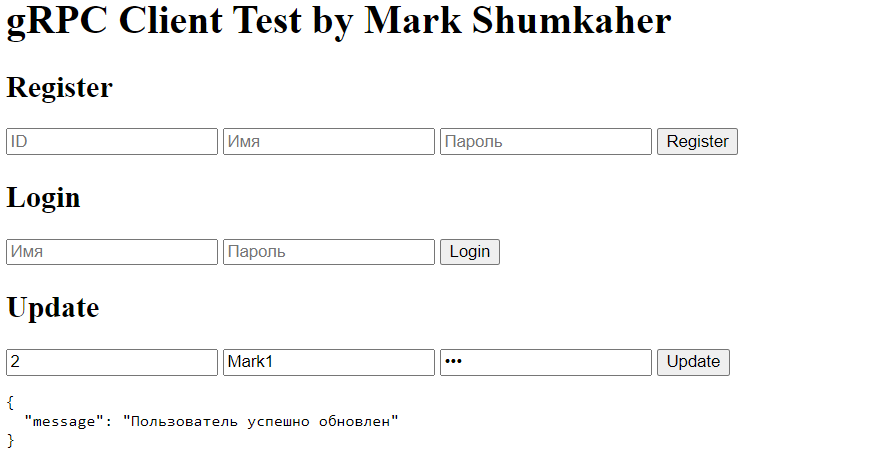 gRPC Client Test by Mark Shumkaher
Register
ID Имя Пароль Register
Login
Имя Пароль Login
Update
2 Mark1 ••• Update
{
"message": "Пользователь успешно обновлен"
}